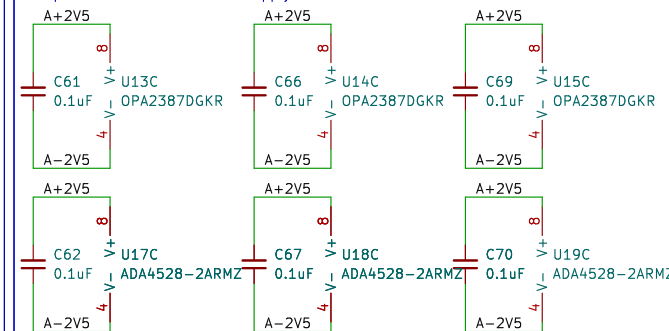 A+2V5 A+2V5 A+2V5
8 8 8
C61 V+ U13C C66 V+ U14C C69 V+ U15C
0.1uF V- OPA2387DGKR 0.1uF V- OPA2387DGKR 0.1uF V- OPA2387DGKR
4 4 4
A-2V5 A-2V5 A-2V5
A+2V5 A+2V5 A+2V5
8 8 8
C62 V+ U17C C67 V+ U18C C70 V+ U19C
0.1uF V- ADA4528-2ARMZ 0.1uF V- ADA4528-2ARMZ 0.1uF V- ADA4528-2ARMZ
4 4 4
A-2V5 A-2V5 A-2V5